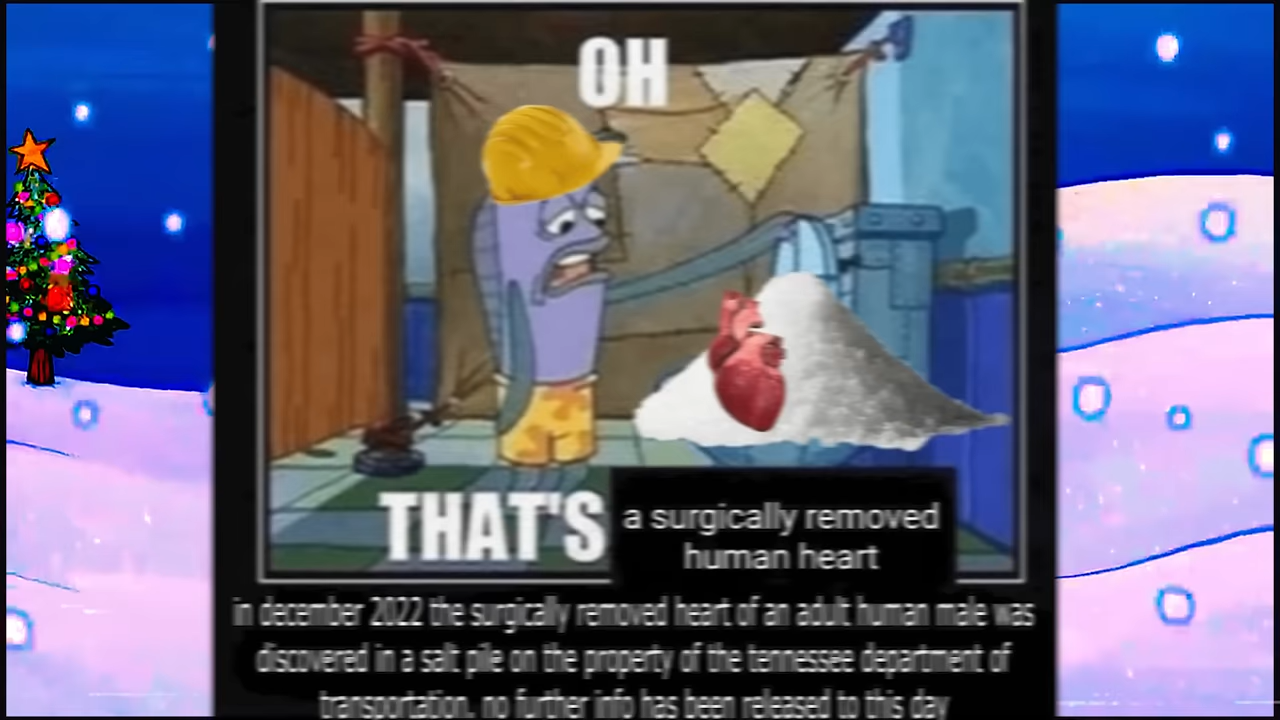 OH
THAT'S
a surgically removed
human heart
in december 2022 the surgically removed heart of an adult human male was
discovered in a salt pile on the property of the tennessee department of
transportation. no further info has been released to this day